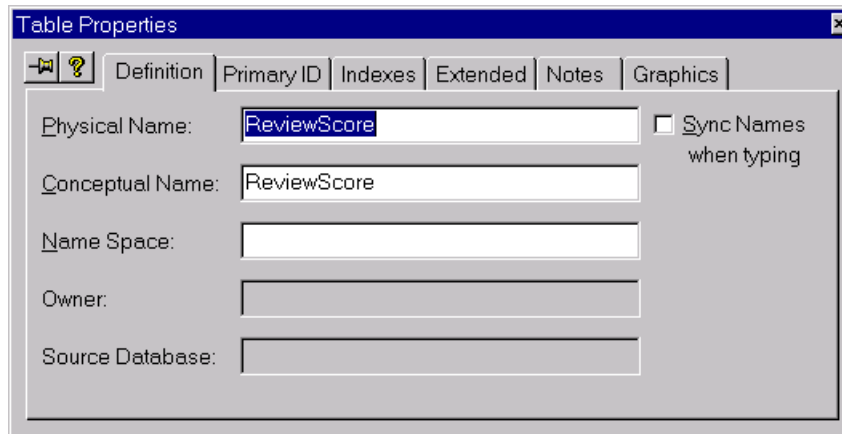 Table Properties
? Definition Primary ID Indexes Extended Notes Graphics
Physical Name: ReviewScore Sync Names
when typing
Conceptual Name: ReviewScore
Name Space:
Owner:
Source Database: